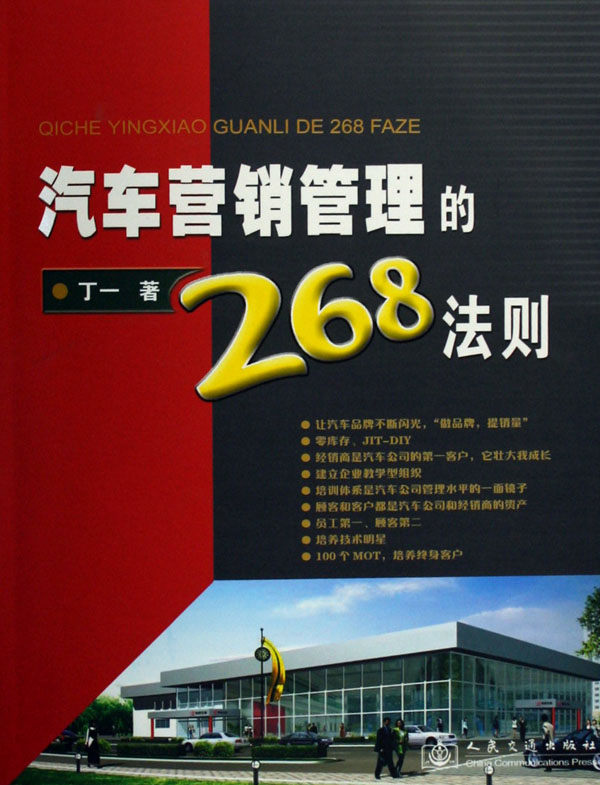 QICHE YINGXIAO GUANLI DE 268 FAZE
汽车营销管理的
丁一 著
268法则
让汽车品牌不断闪光，“做品牌，提销量”
零库存、JIT-DIY
经销商是汽车公司的第一客户，它壮大我成长
建立企业教学型组织
培训体系是汽车公司管理水平的一面镜子
顾客和客户都是汽车公司和经销商的资产
员工第一、顾客第二
培养技术明星
100个MOT，培养终身客户
人民交通出版社
China Communications Press